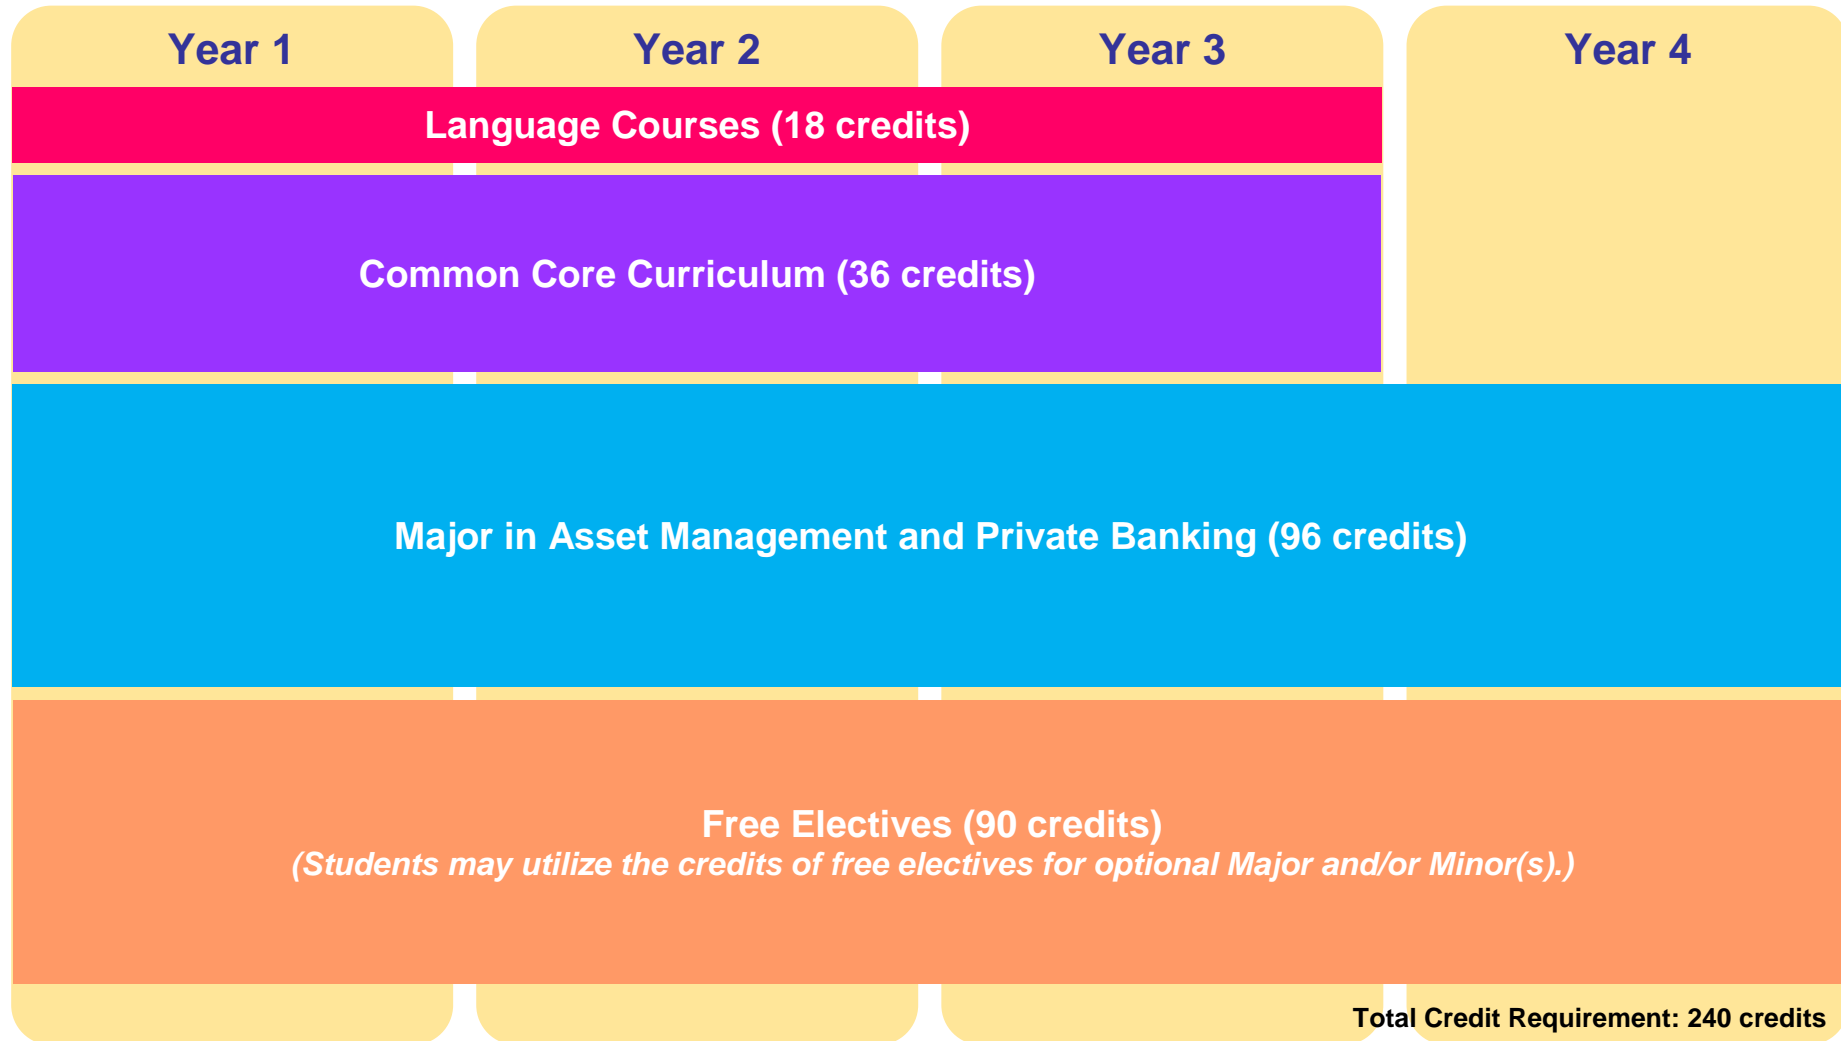 Year 1
Year 2
Year 3
Year 4
Language Courses (18 credits)
Common Core Curriculum (36 credits)
Major in Asset Management and Private Banking (96 credits)
Free Electives (90 credits)
(Students may utilize the credits of free electives for optional Major and/or Minor(s).)
Total Credit Requirement: 240 credits